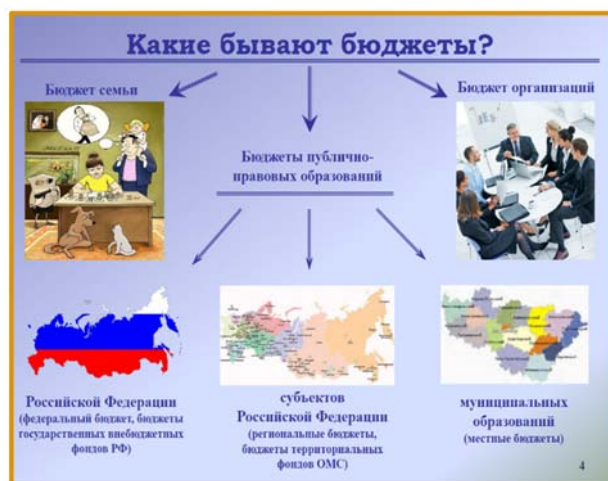 Какие бывают бюджеты?
Бюджет семьи
Бюджет организаций
Бюджеты публично-
правовых образований
Российской Федерации
(федеральный бюджет, бюджеты
государственных внебюджетных
фондов РФ)
субъектов
Российской Федерации
(региональные бюджеты,
бюджеты территориальных
фондов ОМС)
муниципальных
образований
(местные бюджеты)
4